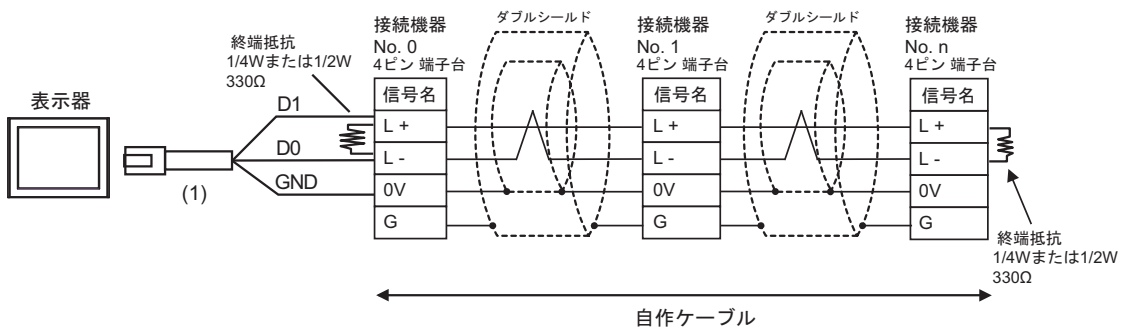 表示器
(1)
D1
D0
GND
終端抵抗
1/4Wまたは1/2W
330Ω
接続機器
No. 0
4ピン 端子台
信号名
L +
L -
0V
G
ダブルシールド
接続機器
No. 1
4ピン 端子台
信号名
L +
L -
0V
G
ダブルシールド
接続機器
No. n
4ピン 端子台
信号名
L +
L -
0V
G
終端抵抗
1/4Wまたは1/2W
330Ω
自作ケーブル